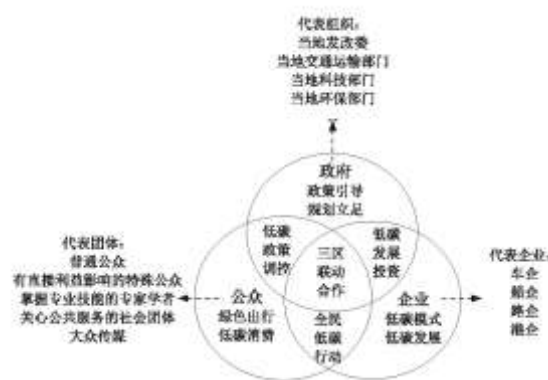 代表组织：
当地发改委
当地交通运输部门
当地科技部门
当地环保部门
政府
政策引导
规划立足
低碳
政策
调控
低碳
发展
投资
三区
联动
合作
代表团体：
普通公众
有直接利益影响的特殊公众
掌握专业技能的专家学者
关心公共服务的社会团体
大众传媒
公众
绿色出行
低碳消费
全民
低碳
行动
企业
低碳模式
低碳发展
代表企业：
车企
船企
路企
港企